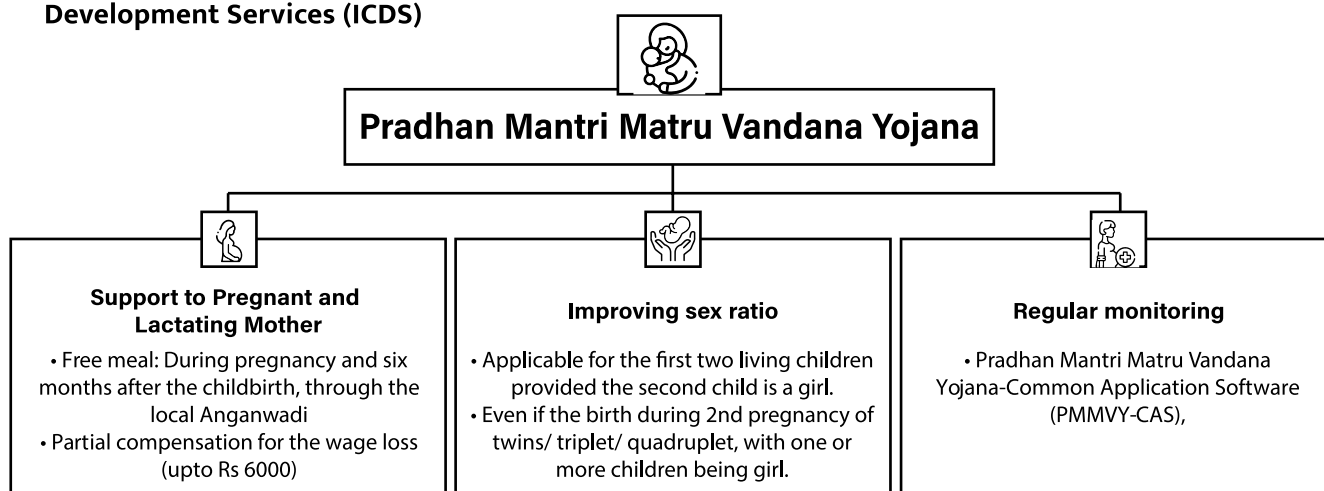 Development Services (ICDS)
Pradhan Mantri Matru Vandana Yojana
Support to Pregnant and
Lactating Mother
• Free meal: During pregnancy and six
months after the childbirth, through the
local Anganwadi
• Partial compensation for the wage loss
(upto Rs 6000)
Improving sex ratio
• Applicable for the first two living children
provided the second child is a girl.
• Even if the birth during 2nd pregnancy of
twins/ triplet/ quadruplet, with one or
more children being girl.
Regular monitoring
• Pradhan Mantri Matru Vandana
Yojana-Common Application Software
(PMMVY-CAS),